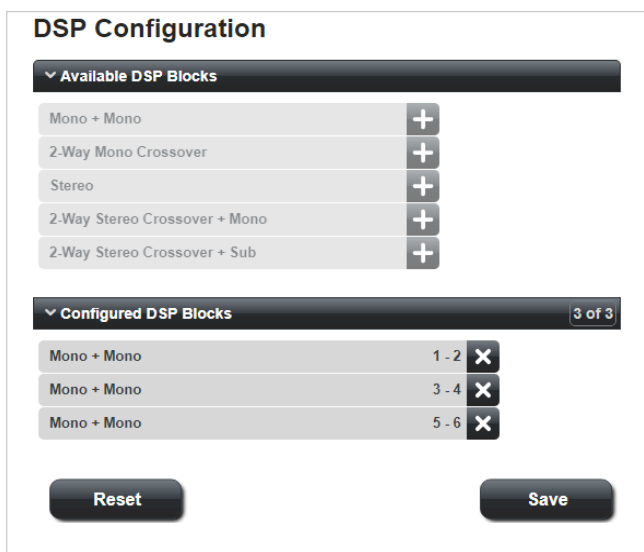 DSP Configuration
Available DSP Blocks
Mono + Mono
2-Way Mono Crossover
Stereo
2-Way Stereo Crossover + Mono
2-Way Stereo Crossover + Sub
Configured DSP Blocks 3 of 3
Mono + Mono 1 - 2
Mono + Mono 3 - 4
Mono + Mono 5 - 6
Reset Save